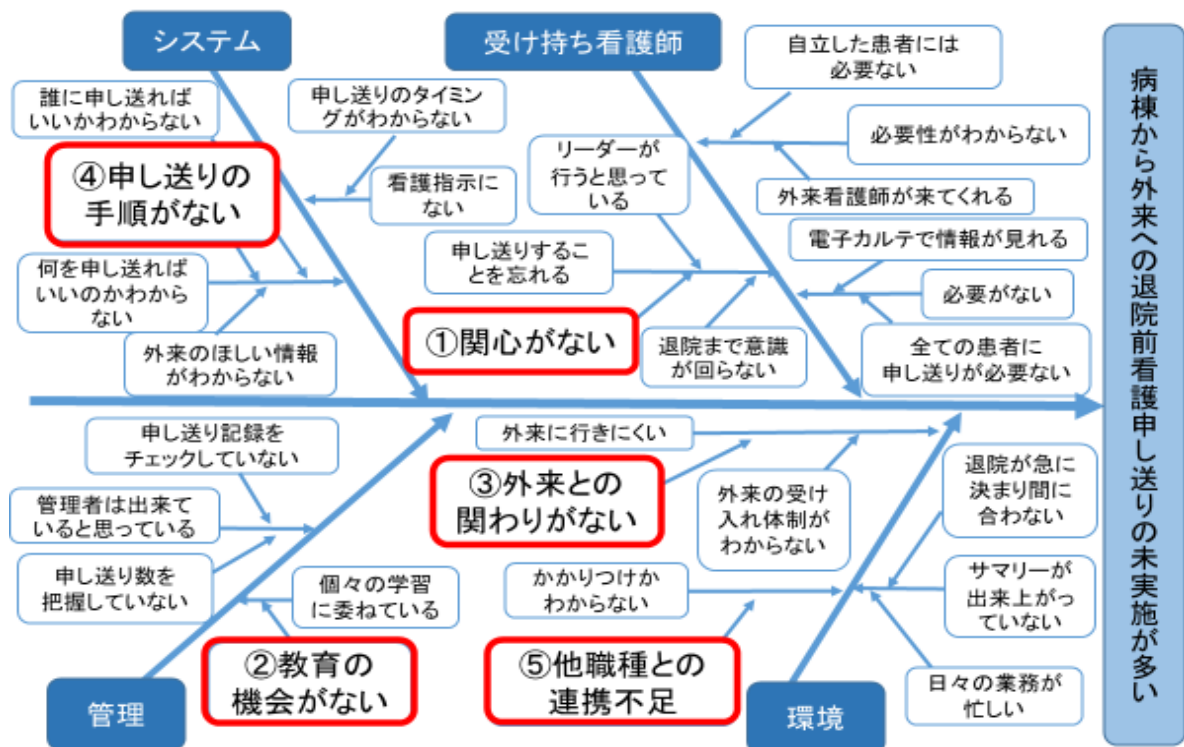 システム
受け持ち看護師
誰に申し送れば
いいかわからない
申し送りのタイミン
グがわからない
④申し送りの
手順がない
看護指示に
ない
何を申し送れば
いいのかわから
ない
外来のほしい情報
がわからない
自立した患者には
必要ない
必要性がわからない
リーダーが
行うと思って
いる
外来看護師が来てくれる
電子カルテで情報が見れる
申し送りするこ
とを忘れる
必要がない
①関心がない
退院まで意識
が回らない
全ての患者に
申し送りが必要ない
病棟から外来への退院前看護申し送りの未実施が多い
申し送り記録を
チェックしていない
管理者は出来て
いると思っている
申し送り数を
把握していない
個々の学習
に委ねている
②教育の
機会がない
管理
外来に行きにくい
③外来との
関わりがない
外来の受け
入れ体制が
わからない
退院が急に
決まり間に
合わない
かかりつけか
わからない
サマリーが
出来上がっ
ていない
⑤他職種との
連携不足
日々の業務が
忙しい
環境